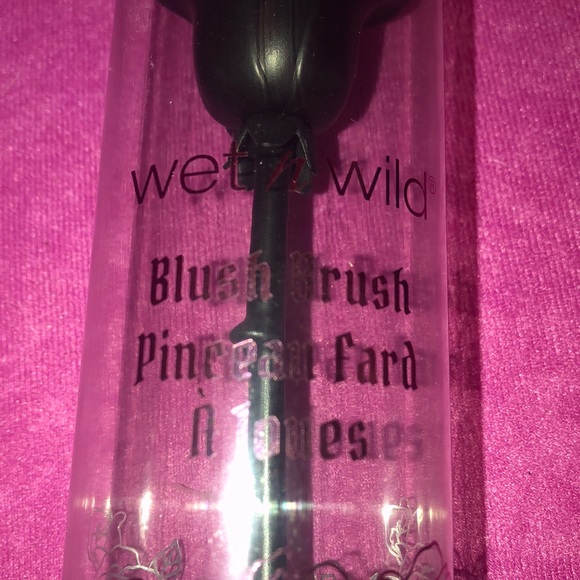 wet n wild®
Blush Brush
Pinceau Fard
À Joues